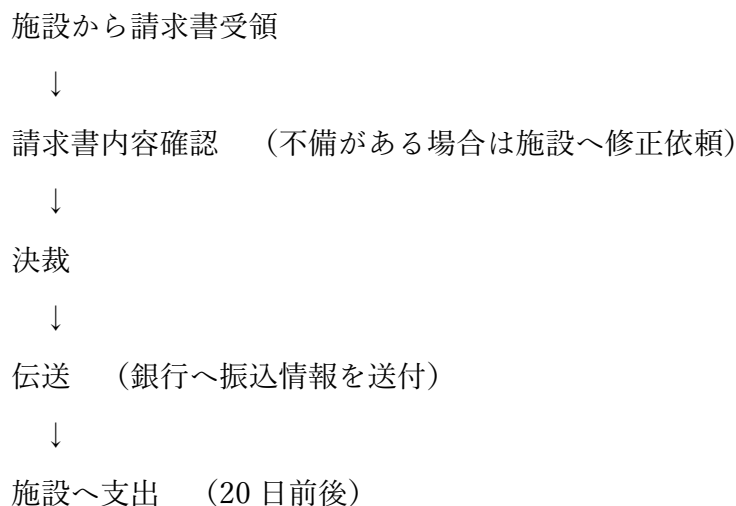 施設から請求書受領
↓
請求書内容確認　（不備がある場合は施設へ修正依頼）
↓
決裁
↓
伝送　（銀行へ振込情報を送付）
↓
施設へ支出　（20 日前後）